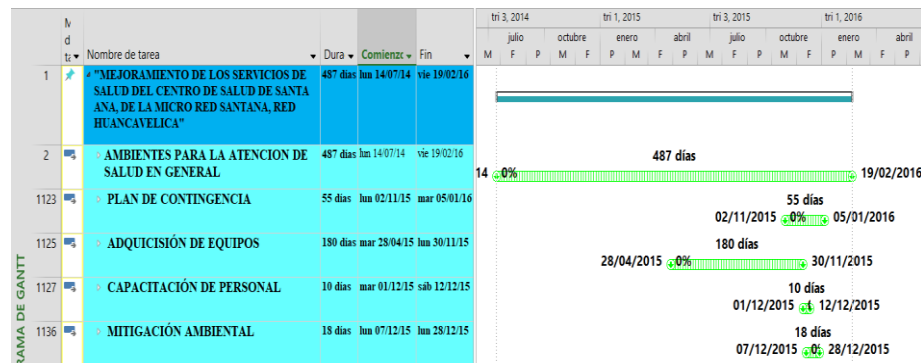 tri 3, 2014 tri 1, 2015 tri 3, 2015 tri 1, 2016
julio octubre enero abril julio octubre enero abril
M F P M F P M F P M F P M F P M F P
Nombre de tarea Dura Comienzo Fin
1 "MEJORAMIENTO DE LOS SERVICIOS DE 487 días lun 14/07/14 vie 19/02/16
SALUD DEL CENTRO DE SALUD DE SANTA
ANA, DE LA MICRO RED SANTANA, RED
HUANCAVELICA"
2 AMBIENTES PARA LA ATENCION DE 487 días lun 14/07/14 vie 19/02/16
SALUD EN GENERAL
487 días
14 0% 19/02/2016
1123 PLAN DE CONTINGENCIA 55 días lun 02/11/15 mar 05/01/16
55 días
02/11/2015 0% 05/01/2016
1125 ADQUICISIÓN DE EQUIPOS 180 días mar 28/04/15 lun 30/11/15
180 días
28/04/2015 0% 30/11/2015
1127 CAPACITACIÓN DE PERSONAL 10 días mar 01/12/15 sáb 12/12/15
10 días
01/12/2015 12/12/2015
1136 MITIGACIÓN AMBIENTAL 18 días lun 07/12/15 lun 28/12/15
18 días
07/12/2015 28/12/2015
RAMA DE GANTT